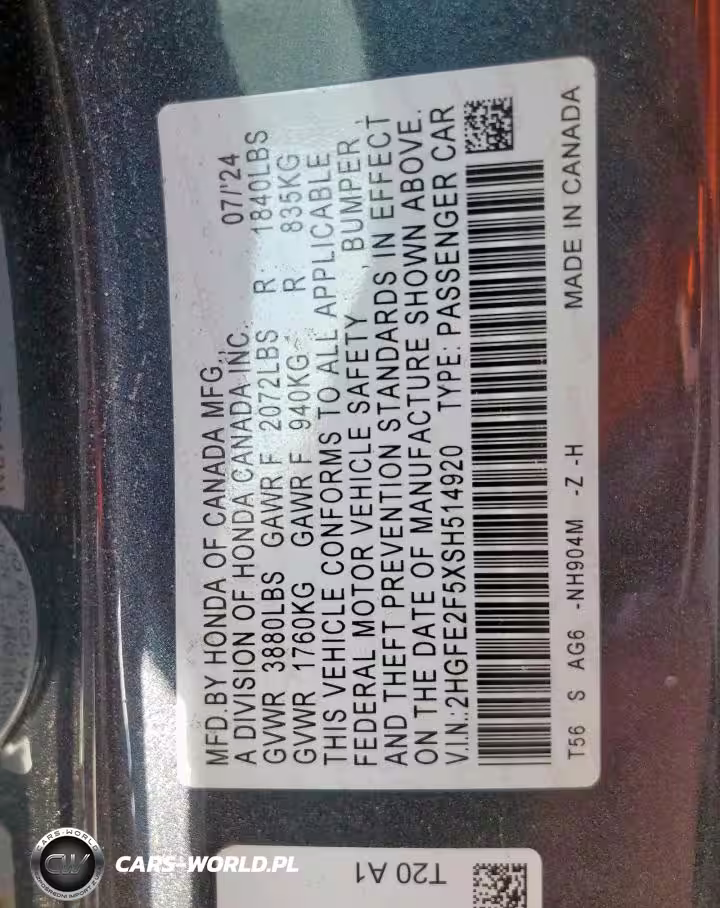 MFD.BY HONDA OF CANADA MFG.,
A DIVISION OF HONDA CANADA INC. 07/'24
GVWR 3880LBS GAWR F 2072LBS R 1840LBS
GVWR 1760KG GAWR F 940KG R 835KG
THIS VEHICLE CONFORMS TO ALL APPLICABLE
FEDERAL MOTOR VEHICLE SAFETY , BUMPER ,
AND THEFT PREVENTION STANDARDS IN EFFECT
ON THE DATE OF MANUFACTURE SHOWN ABOVE.
V.I.N.:2HGFE2F5XSH514920 TYPE: PASSENGER CAR
T56 S AG6 -NH904M -Z -H MADE IN CANADA
T20 A1
CARS-WORLD
CW
CARS-WORLD.PL